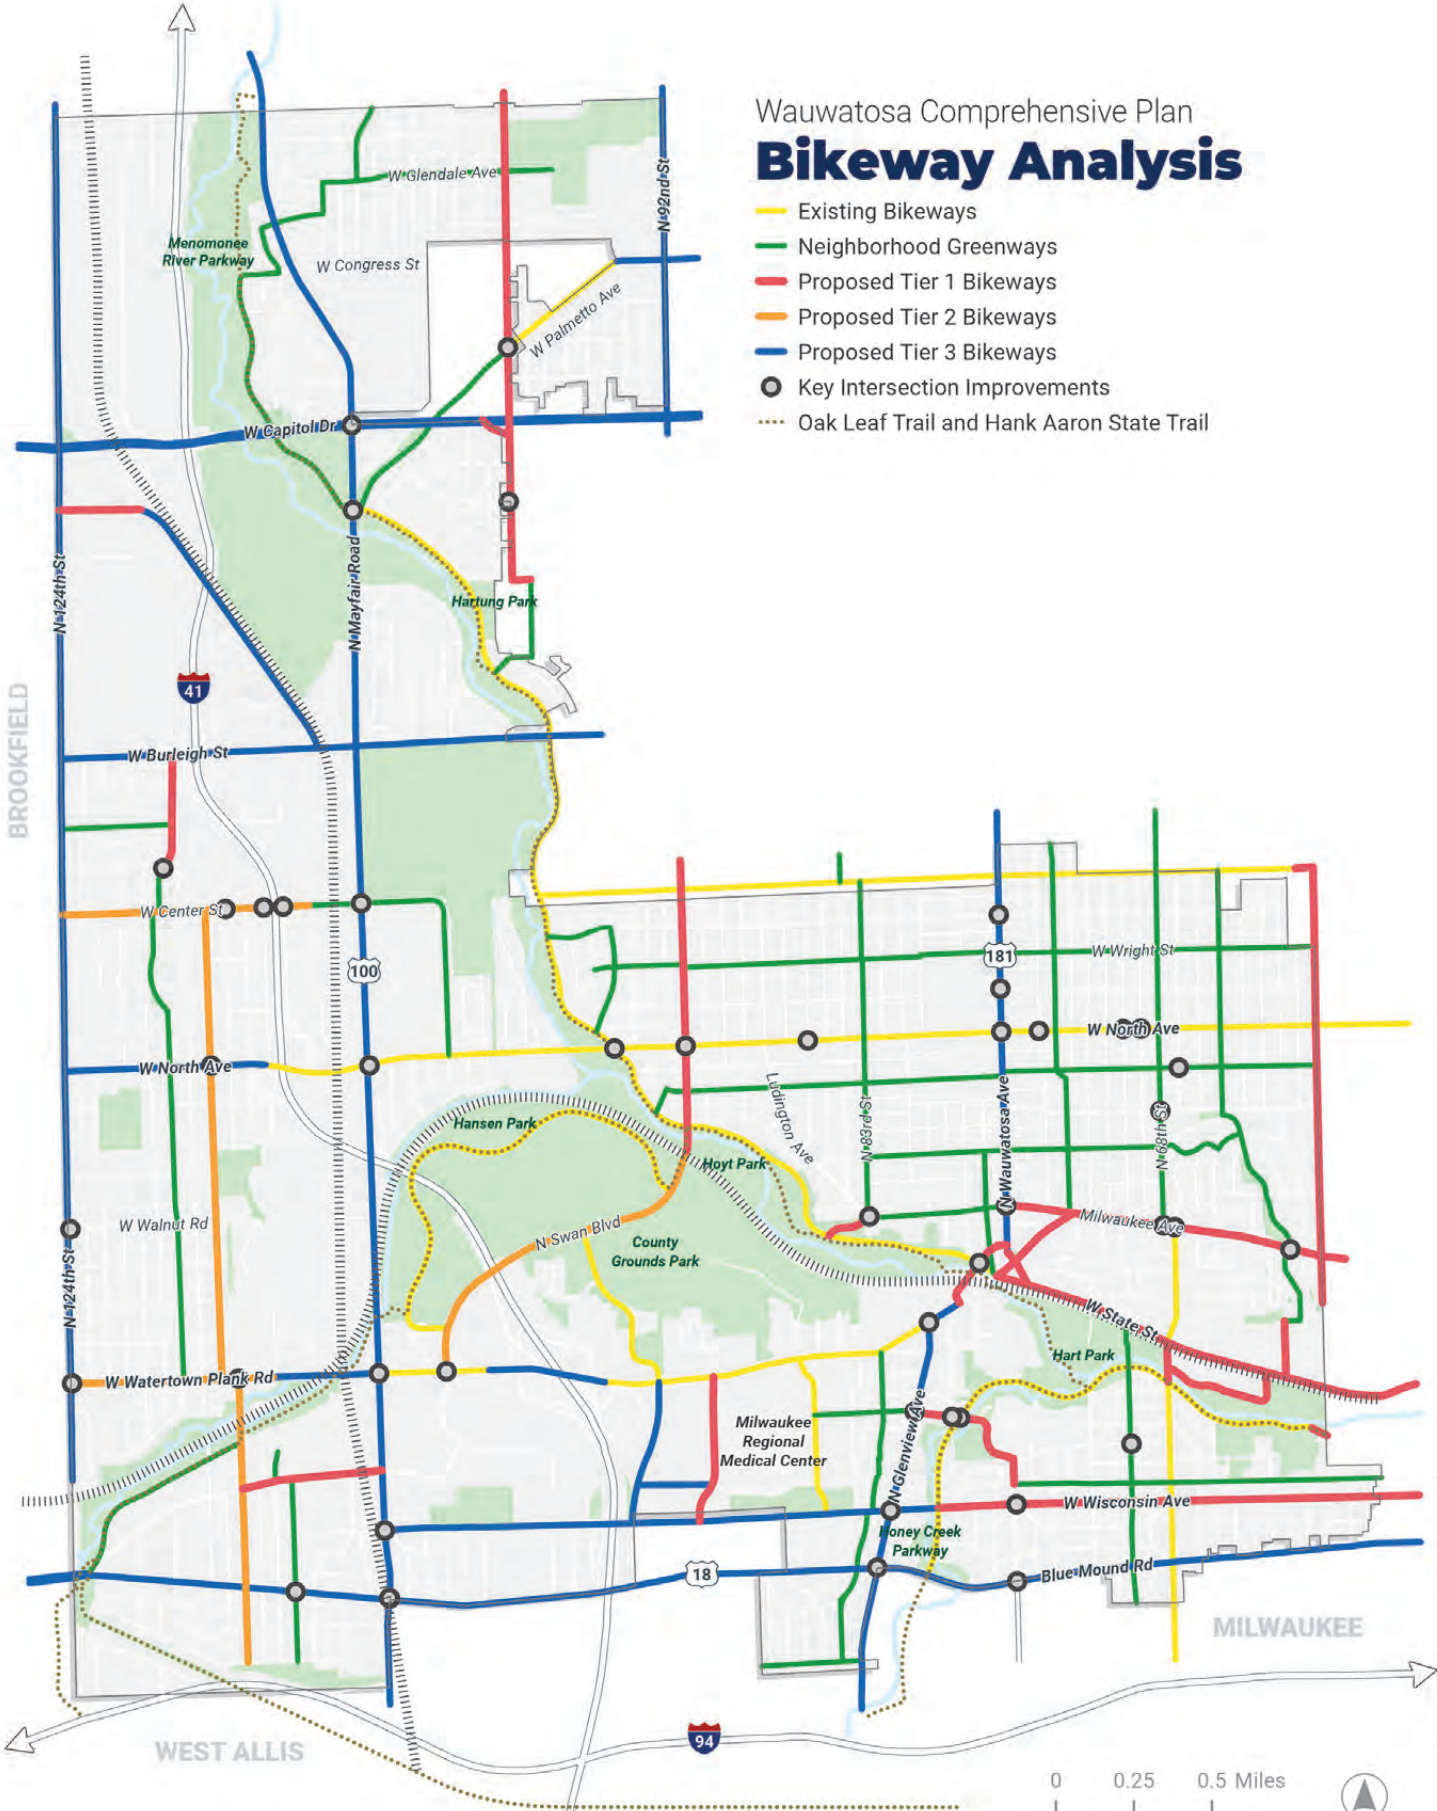 Wauwatosa Comprehensive Plan
Bikeway Analysis
Existing Bikeways
Neighborhood Greenways
Proposed Tier 1 Bikeways
Proposed Tier 2 Bikeways
Proposed Tier 3 Bikeways
Key Intersection Improvements
Oak Leaf Trail and Hank Aaron State Trail
W Glendale Ave
N 92nd St
Menomonee
River Parkway
W Congress St
W Palmetto Ave
W Capitol Dr
N 124th St
N Mayfair Road
Hartung Park
41
BROOKFIELD
W Burleigh St
W Center St
100
181
W Wright St
W North Ave
W North Ave
Hansen Park
Ludington Ave
N 83rd St
N Wauwatosa Ave
N 68th St
Hoyt Park
W Walnut Rd
N Swan Blvd
County
Grounds Park
Milwaukee Ave
N 124th St
W State St
Hart Park
W Watertown Plank Rd
Milwaukee
Regional
Medical Center
N Glenview Ave
W Wisconsin Ave
Honey Creek
Parkway
18
Blue Mound Rd
MILWAUKEE
WEST ALLIS
94
0 0.25 0.5 Miles